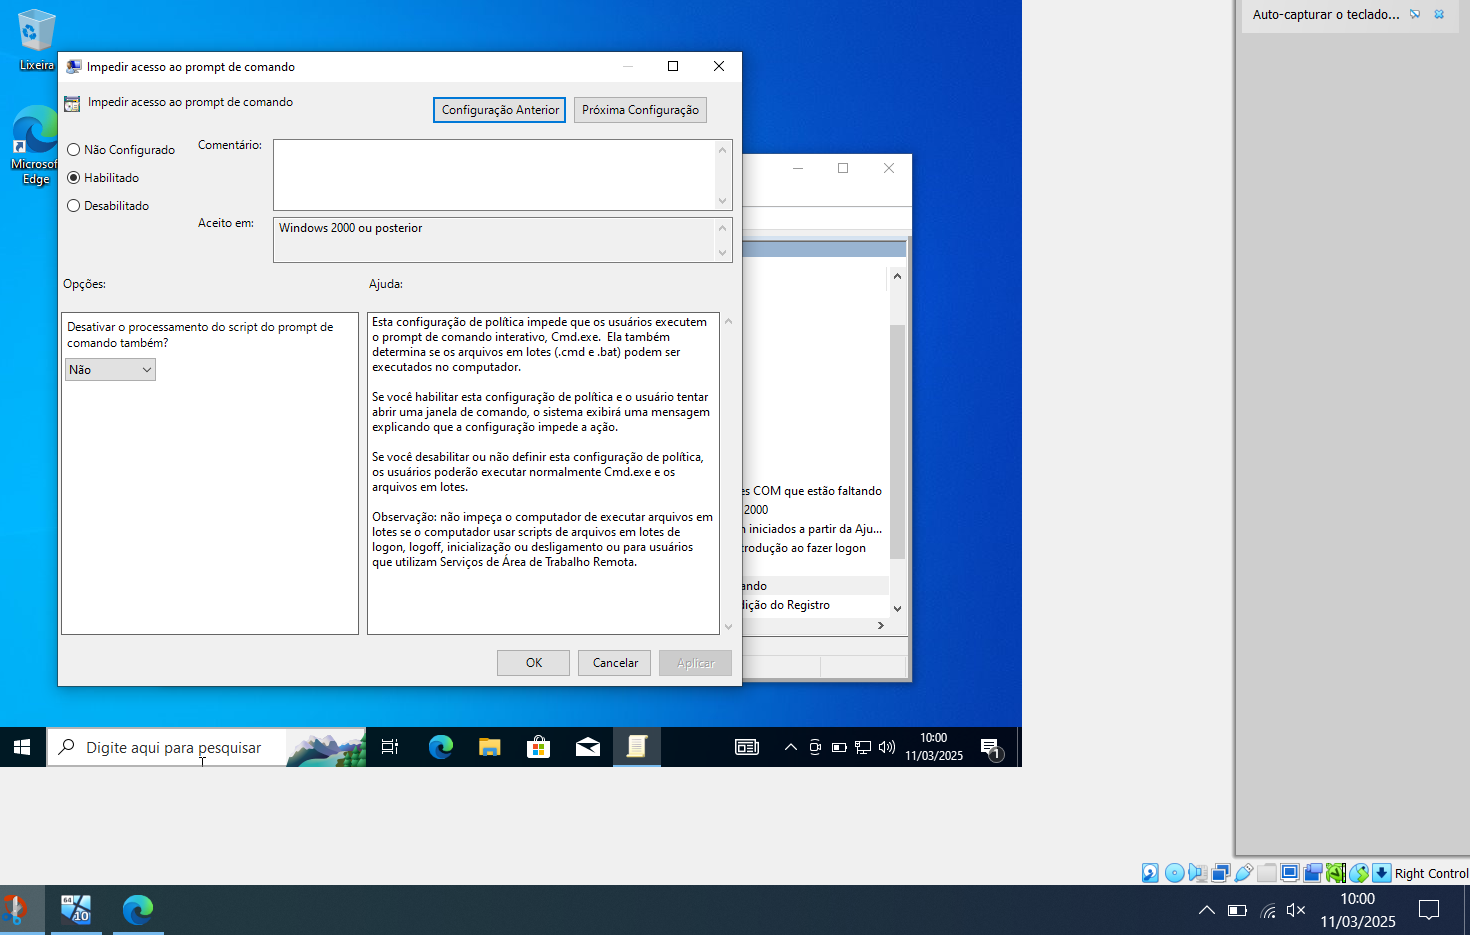 Auto-capturar o teclado...
Lixeira
Microsof
Edge
Impedir acesso ao prompt de comando
Impedir acesso ao prompt de comando
Configuração Anterior
Próxima Configuração
Não Configurado
Habilitado
Desabilitado
Comentário:
Aceito em:
Windows 2000 ou posterior
Opções:
Ajuda:
Desativar o processamento do script do prompt de
comando também?
Não
Esta configuração de política impede que os usuários executem
o prompt de comando interativo, Cmd.exe.  Ela também
determina se os arquivos em lotes (.cmd e .bat) podem ser
executados no computador.
Se você habilitar esta configuração de política e o usuário tentar
abrir uma janela de comando, o sistema exibirá uma mensagem
explicando que a configuração impede a ação.
Se você desabilitar ou não definir esta configuração de política,
os usuários poderão executar normalmente Cmd.exe e os
arquivos em lotes.
Observação: não impeça o computador de executar arquivos em
lotes se o computador usar scripts de arquivos em lotes de
logon, logoff, inicialização ou desligamento ou para usuários
que utilizam Serviços de Área de Trabalho Remota.
OK
Cancelar
Aplicar
es COM que estão faltando
2000
n iniciados a partir da Aju...
trodução ao fazer logon
ando
dição do Registro
Digite aqui para pesquisar
10:00
11/03/2025
1
Right Control
64
10
10:00
11/03/2025